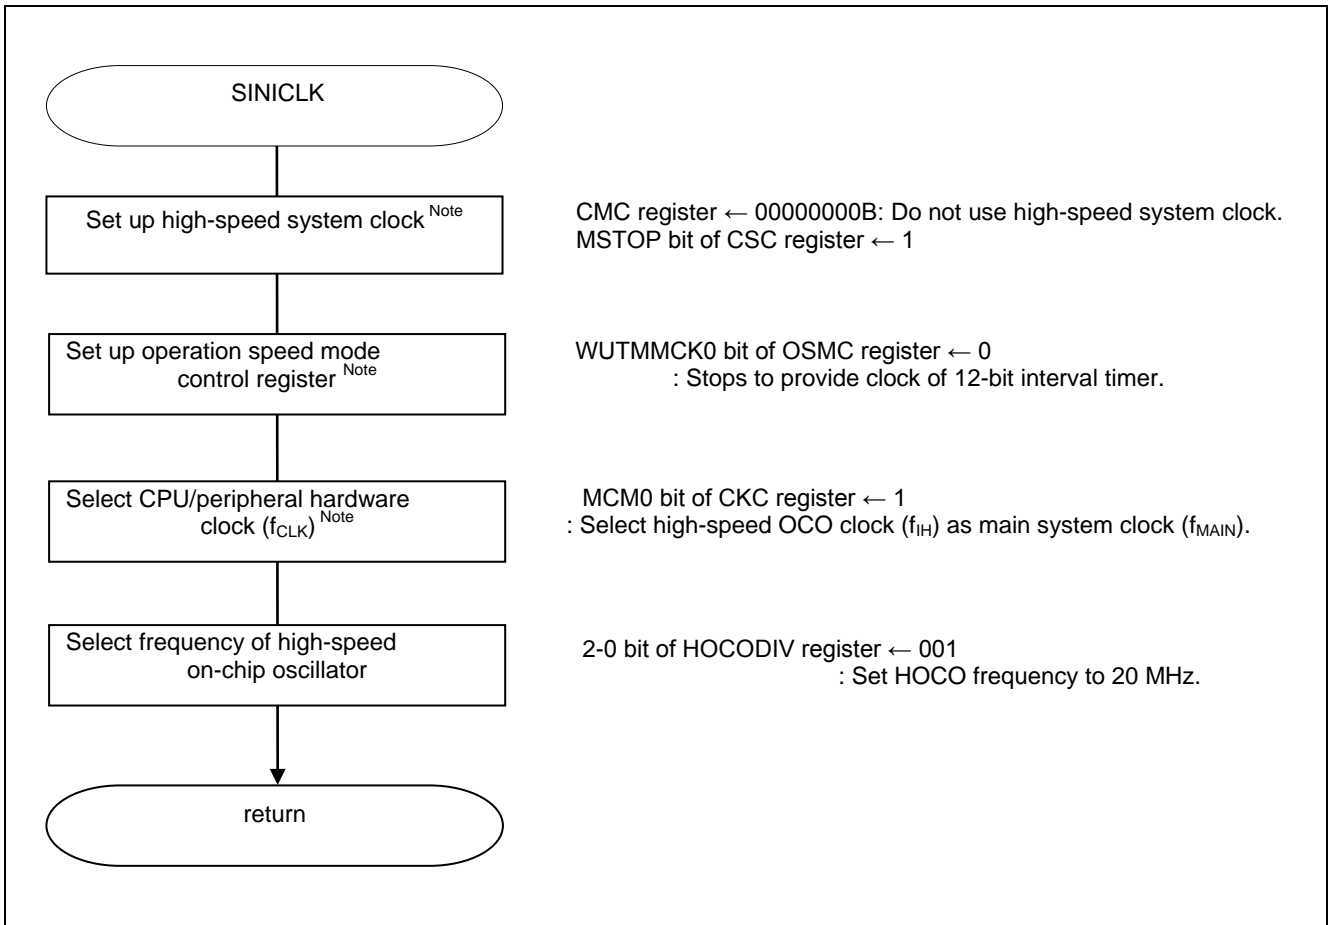 SINICLK
Set up high-speed system clock Note
CMC register ← 00000000B: Do not use high-speed system clock.
MSTOP bit of CSC register ← 1
Set up operation speed mode
control register Note
WUTMMCK0 bit of OSMC register ← 0
: Stops to provide clock of 12-bit interval timer.
Select CPU/peripheral hardware
clock (fCLK) Note
MCM0 bit of CKC register ← 1
: Select high-speed OCO clock (fIH) as main system clock (fMAIN).
Select frequency of high-speed
on-chip oscillator
2-0 bit of HOCODIV register ← 001
: Set HOCO frequency to 20 MHz.
return